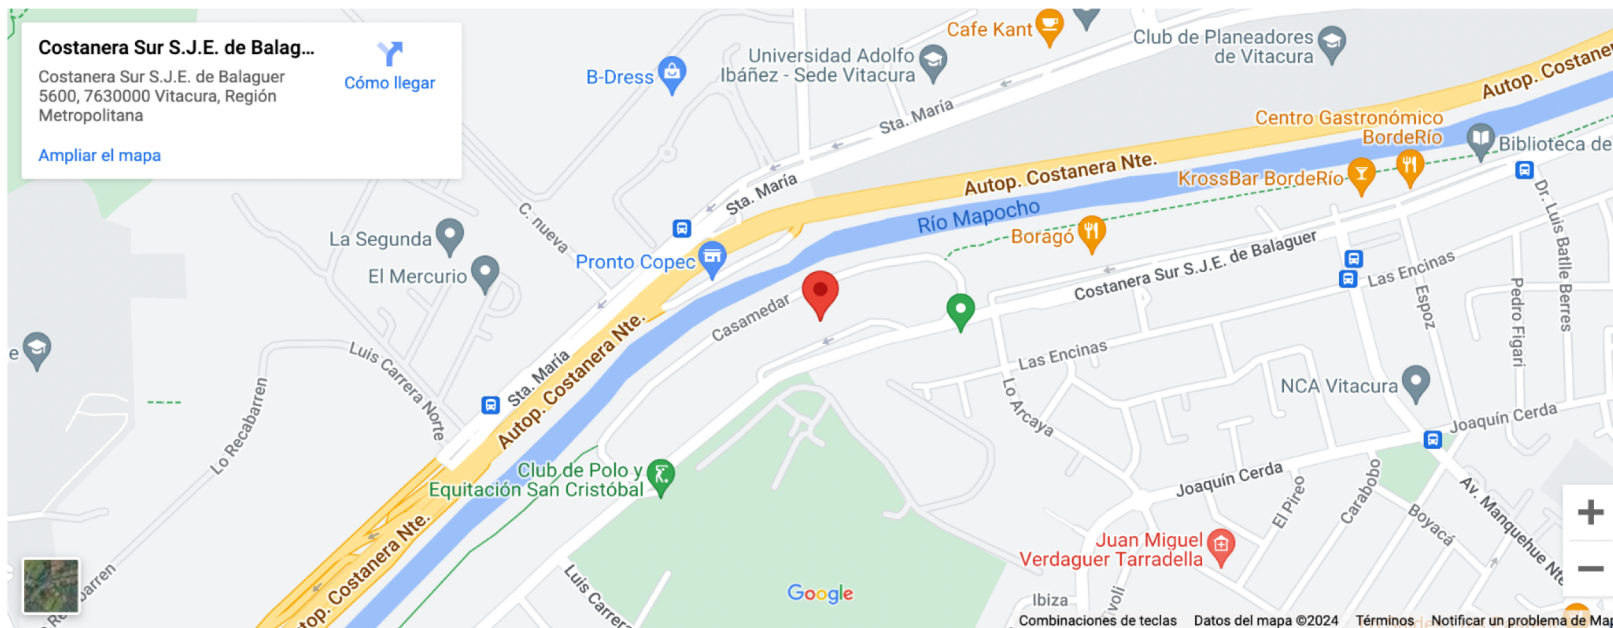 Costanera Sur S.J.E. de Balag...
Costanera Sur S.J.E. de Balaguer
5600, 7630000 Vitacura, Región
Metropolitana
Cómo llegar
Ampliar el mapa
Cafe Kant
Universidad Adolfo
Ibáñez - Sede Vitacura
Club de Planeadores
de Vitacura
B-Dress
Autop. Costane
Sta. María
Centro Gastronómico
BordeRío
Biblioteca de
Autop. Costanera Nte.
KrossBar BordeRío
Sta. María
Río Mapocho
C. nueva
La Segunda
Boragó
Dr. Luis Batlle Berres
El Mercurio
Pronto Copec
Costanera Sur S.J.E. de Balaguer
Las Encinas
Casamedar
Espoz
Pedro Figari
e
Luis Carrera Norte
Sta. María
Autop. Costanera Nte.
Las Encinas
Lo Arcaya
NCA Vitacura
Joaquín Cerda
Lo Recabarren
Club de Polo y
Equitación San Cristóbal
Joaquín Cerda
El Pireo
Carabobo
Boyacá
Av. Manquehue Nte
top. Costanera Nte.
Juan Miguel
Verdaguer Tarradella
Luis Carrera
Google
Ibiza
ívoli
Combinaciones de teclas
Datos del mapa ©2024
Términos
Notificar un problema de Map